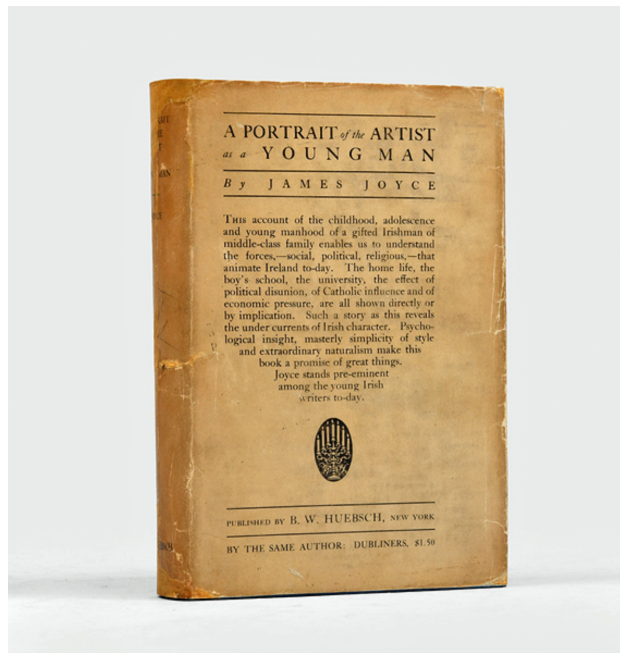 A PORTRAIT of the ARTIST
as a YOUNG MAN
By JAMES JOYCE
THIS account of the childhood, adolescence
and young manhood of a gifted Irishman of
middle-class family enables us to understand
the forces,—social, political, religious,—that
animate Ireland to-day. The home life, the
boy's school, the university, the effect of
political disunion, of Catholic influence and of
economic pressure, are all shown directly or
by implication. Such a story as this reveals
the under currents of Irish character. Psycho-
logical insight, masterly simplicity of style
and extraordinary naturalism make this
book a promise of great things.
Joyce stands pre-eminent
among the young Irish
writers to-day.
PUBLISHED BY B. W. HUEBSCH, NEW YORK
BY THE SAME AUTHOR: DUBLINERS, $1.50
MAN